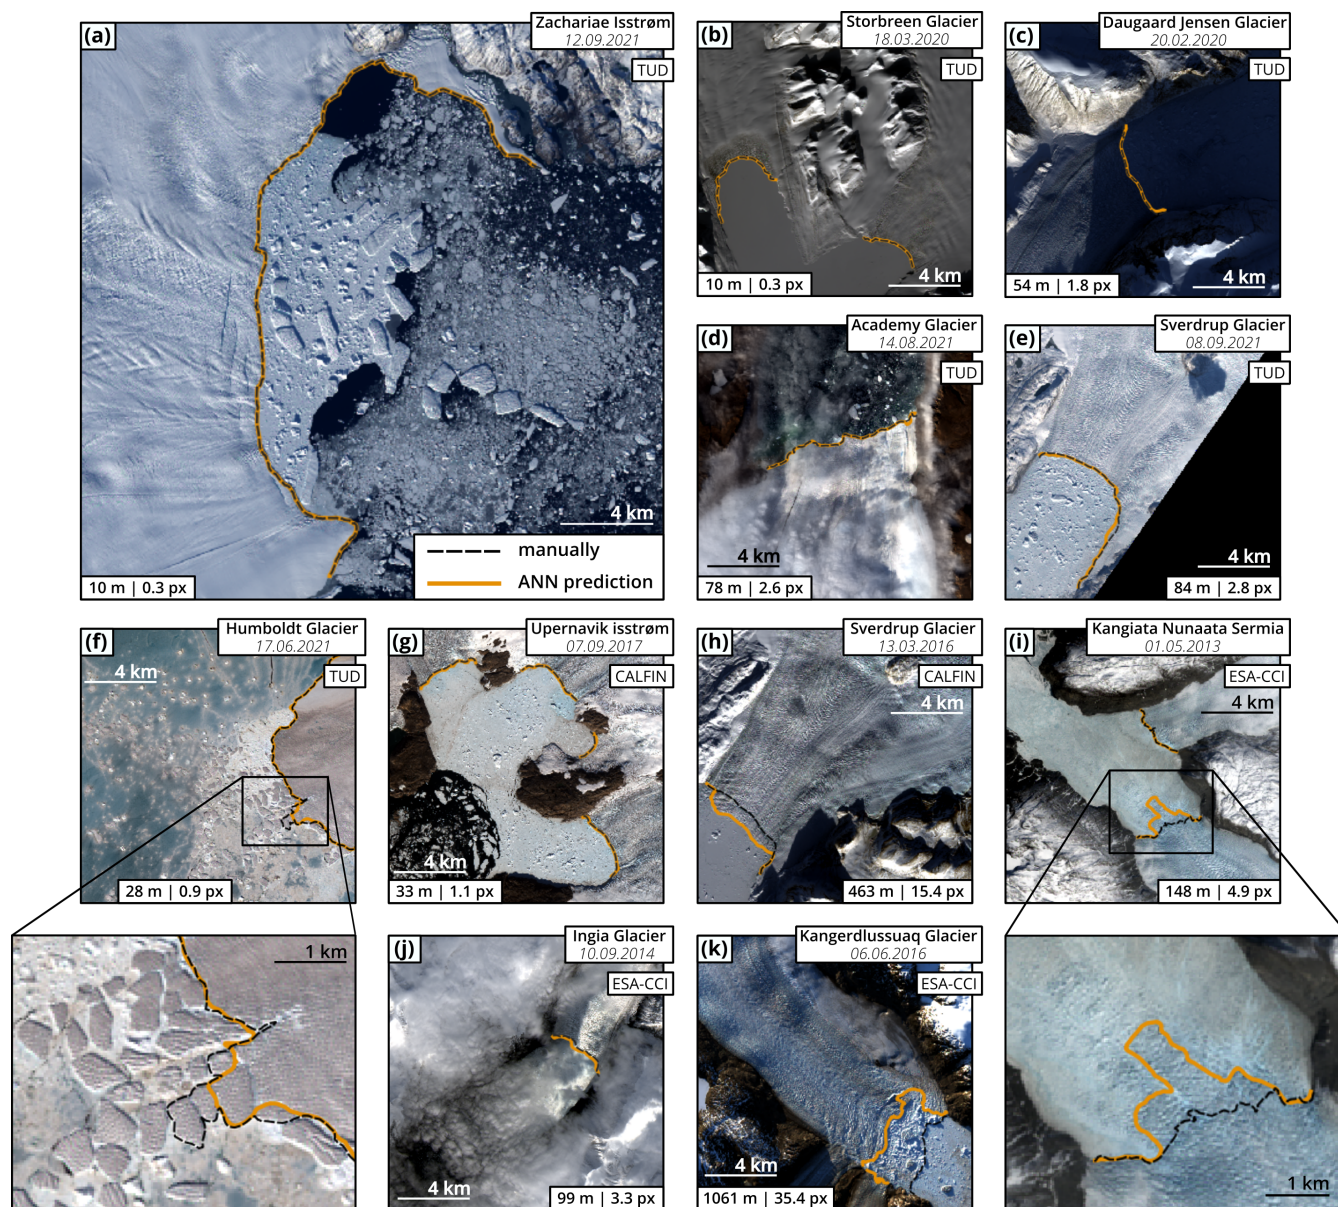 (a)
Zachariae Isstrøm
12.09.2021
TUD
4 km
manually
ANN prediction
10 m | 0.3 px
(b)
Storbreen Glacier
18.03.2020
TUD
10 m | 0.3 px
4 km
(c)
Daugaard Jensen Glacier
20.02.2020
TUD
54 m | 1.8 px
4 km
(d)
Academy Glacier
14.08.2021
TUD
4 km
78 m | 2.6 px
(e)
Sverdrup Glacier
08.09.2021
TUD
4 km
84 m | 2.8 px
(f)
Humboldt Glacier
17.06.2021
TUD
4 km
28 m | 0.9 px
1 km
(g)
Upernavik isstrøm
07.09.2017
CALFIN
4 km
33 m | 1.1 px
(h)
Sverdrup Glacier
13.03.2016
CALFIN
4 km
463 m | 15.4 px
(i)
Kangiata Nunaata Sermia
01.05.2013
ESA-CCI
4 km
148 m | 4.9 px
1 km
(j)
Ingia Glacier
10.09.2014
ESA-CCI
4 km
99 m | 3.3 px
(k)
Kangerdlussuaq Glacier
06.06.2016
ESA-CCI
4 km
1061 m | 35.4 px